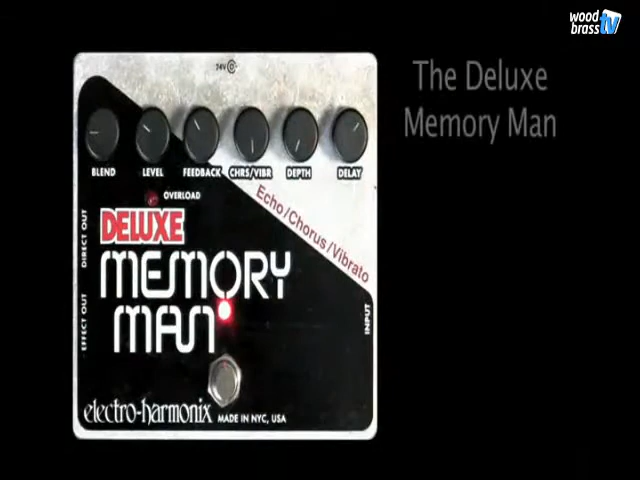 wood
brass tv
The Deluxe
Memory Man
24V
BLEND LEVEL FEEDBACK CHRS/VIBR DEPTH DELAY
OVERLOAD
Echo/Chorus/Vibrato
DIRECT OUT
DELUXE
MEMORY
MAN
EFFECT OUT
INPUT
electro-harmonix MADE IN NYC, USA